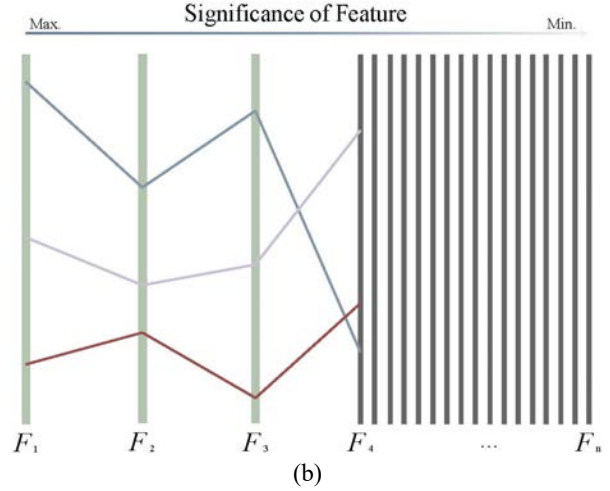 Significance of Feature
Max. Min.
F₁ F₂ F₃ F₄ ... Fₙ
(b)